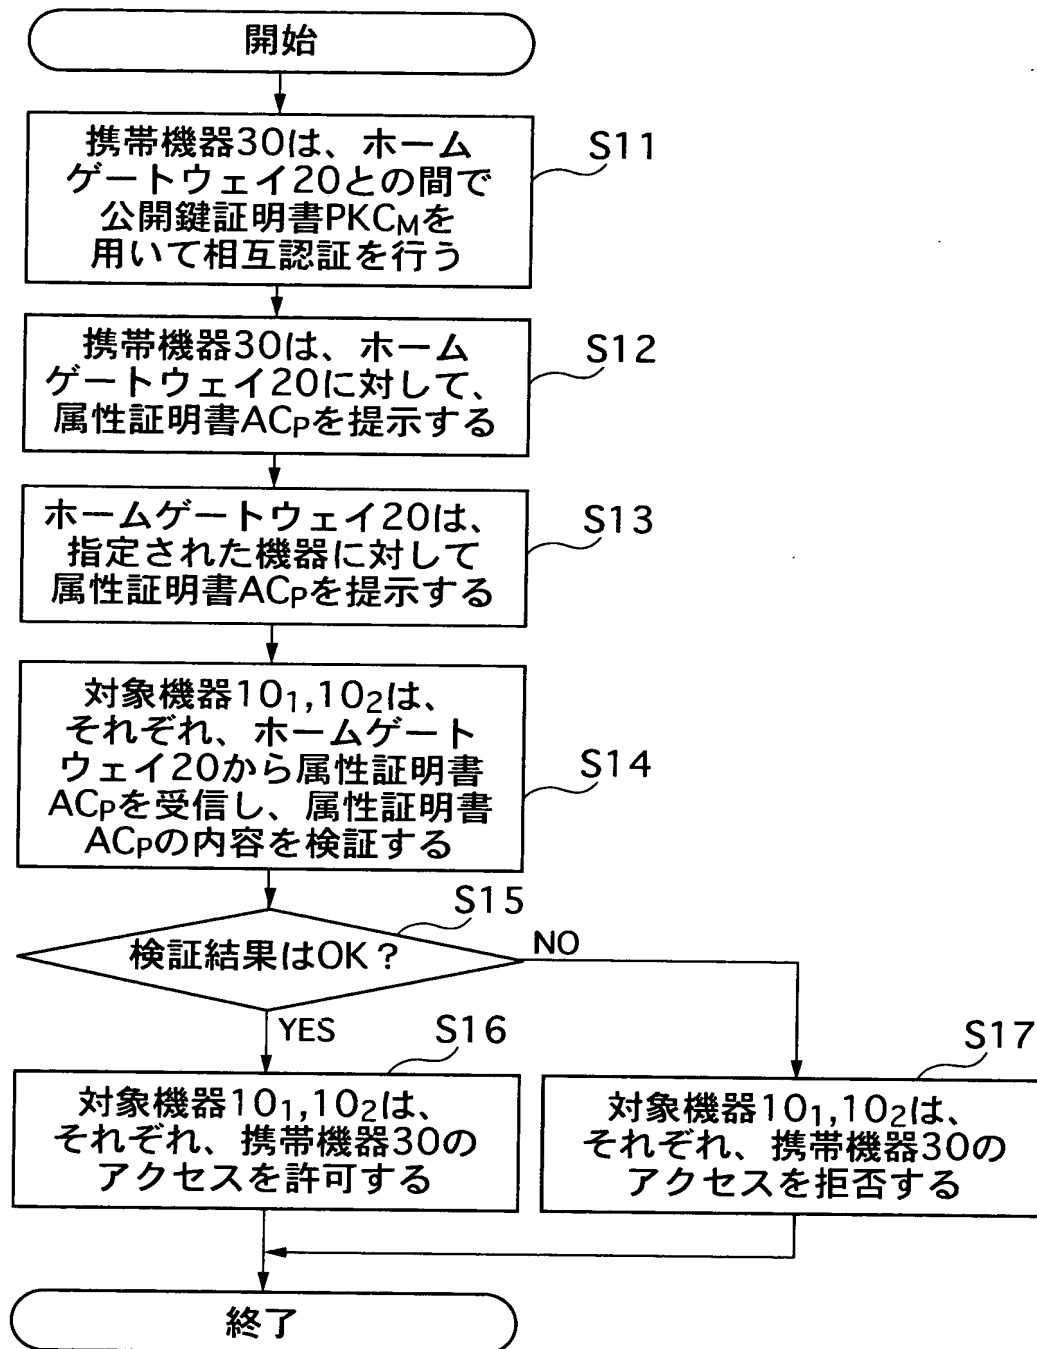 開始
携帯機器30は、ホーム
ゲートウェイ20との間で
公開鍵証明書PKCMを
用いて相互認証を行う
S11
携帯機器30は、ホーム
ゲートウェイ20に対して、
属性証明書ACPを提示する
S12
ホームゲートウェイ20は、
指定された機器に対して
属性証明書ACPを提示する
S13
対象機器101,102は、
それぞれ、ホームゲート
ウェイ20から属性証明書
ACPを受信し、属性証明書
ACPの内容を検証する
S14
検証結果はOK？
S15
NO
YES
S16
対象機器101,102は、
それぞれ、携帯機器30の
アクセスを許可する
S17
対象機器101,102は、
それぞれ、携帯機器30の
アクセスを拒否する
終了